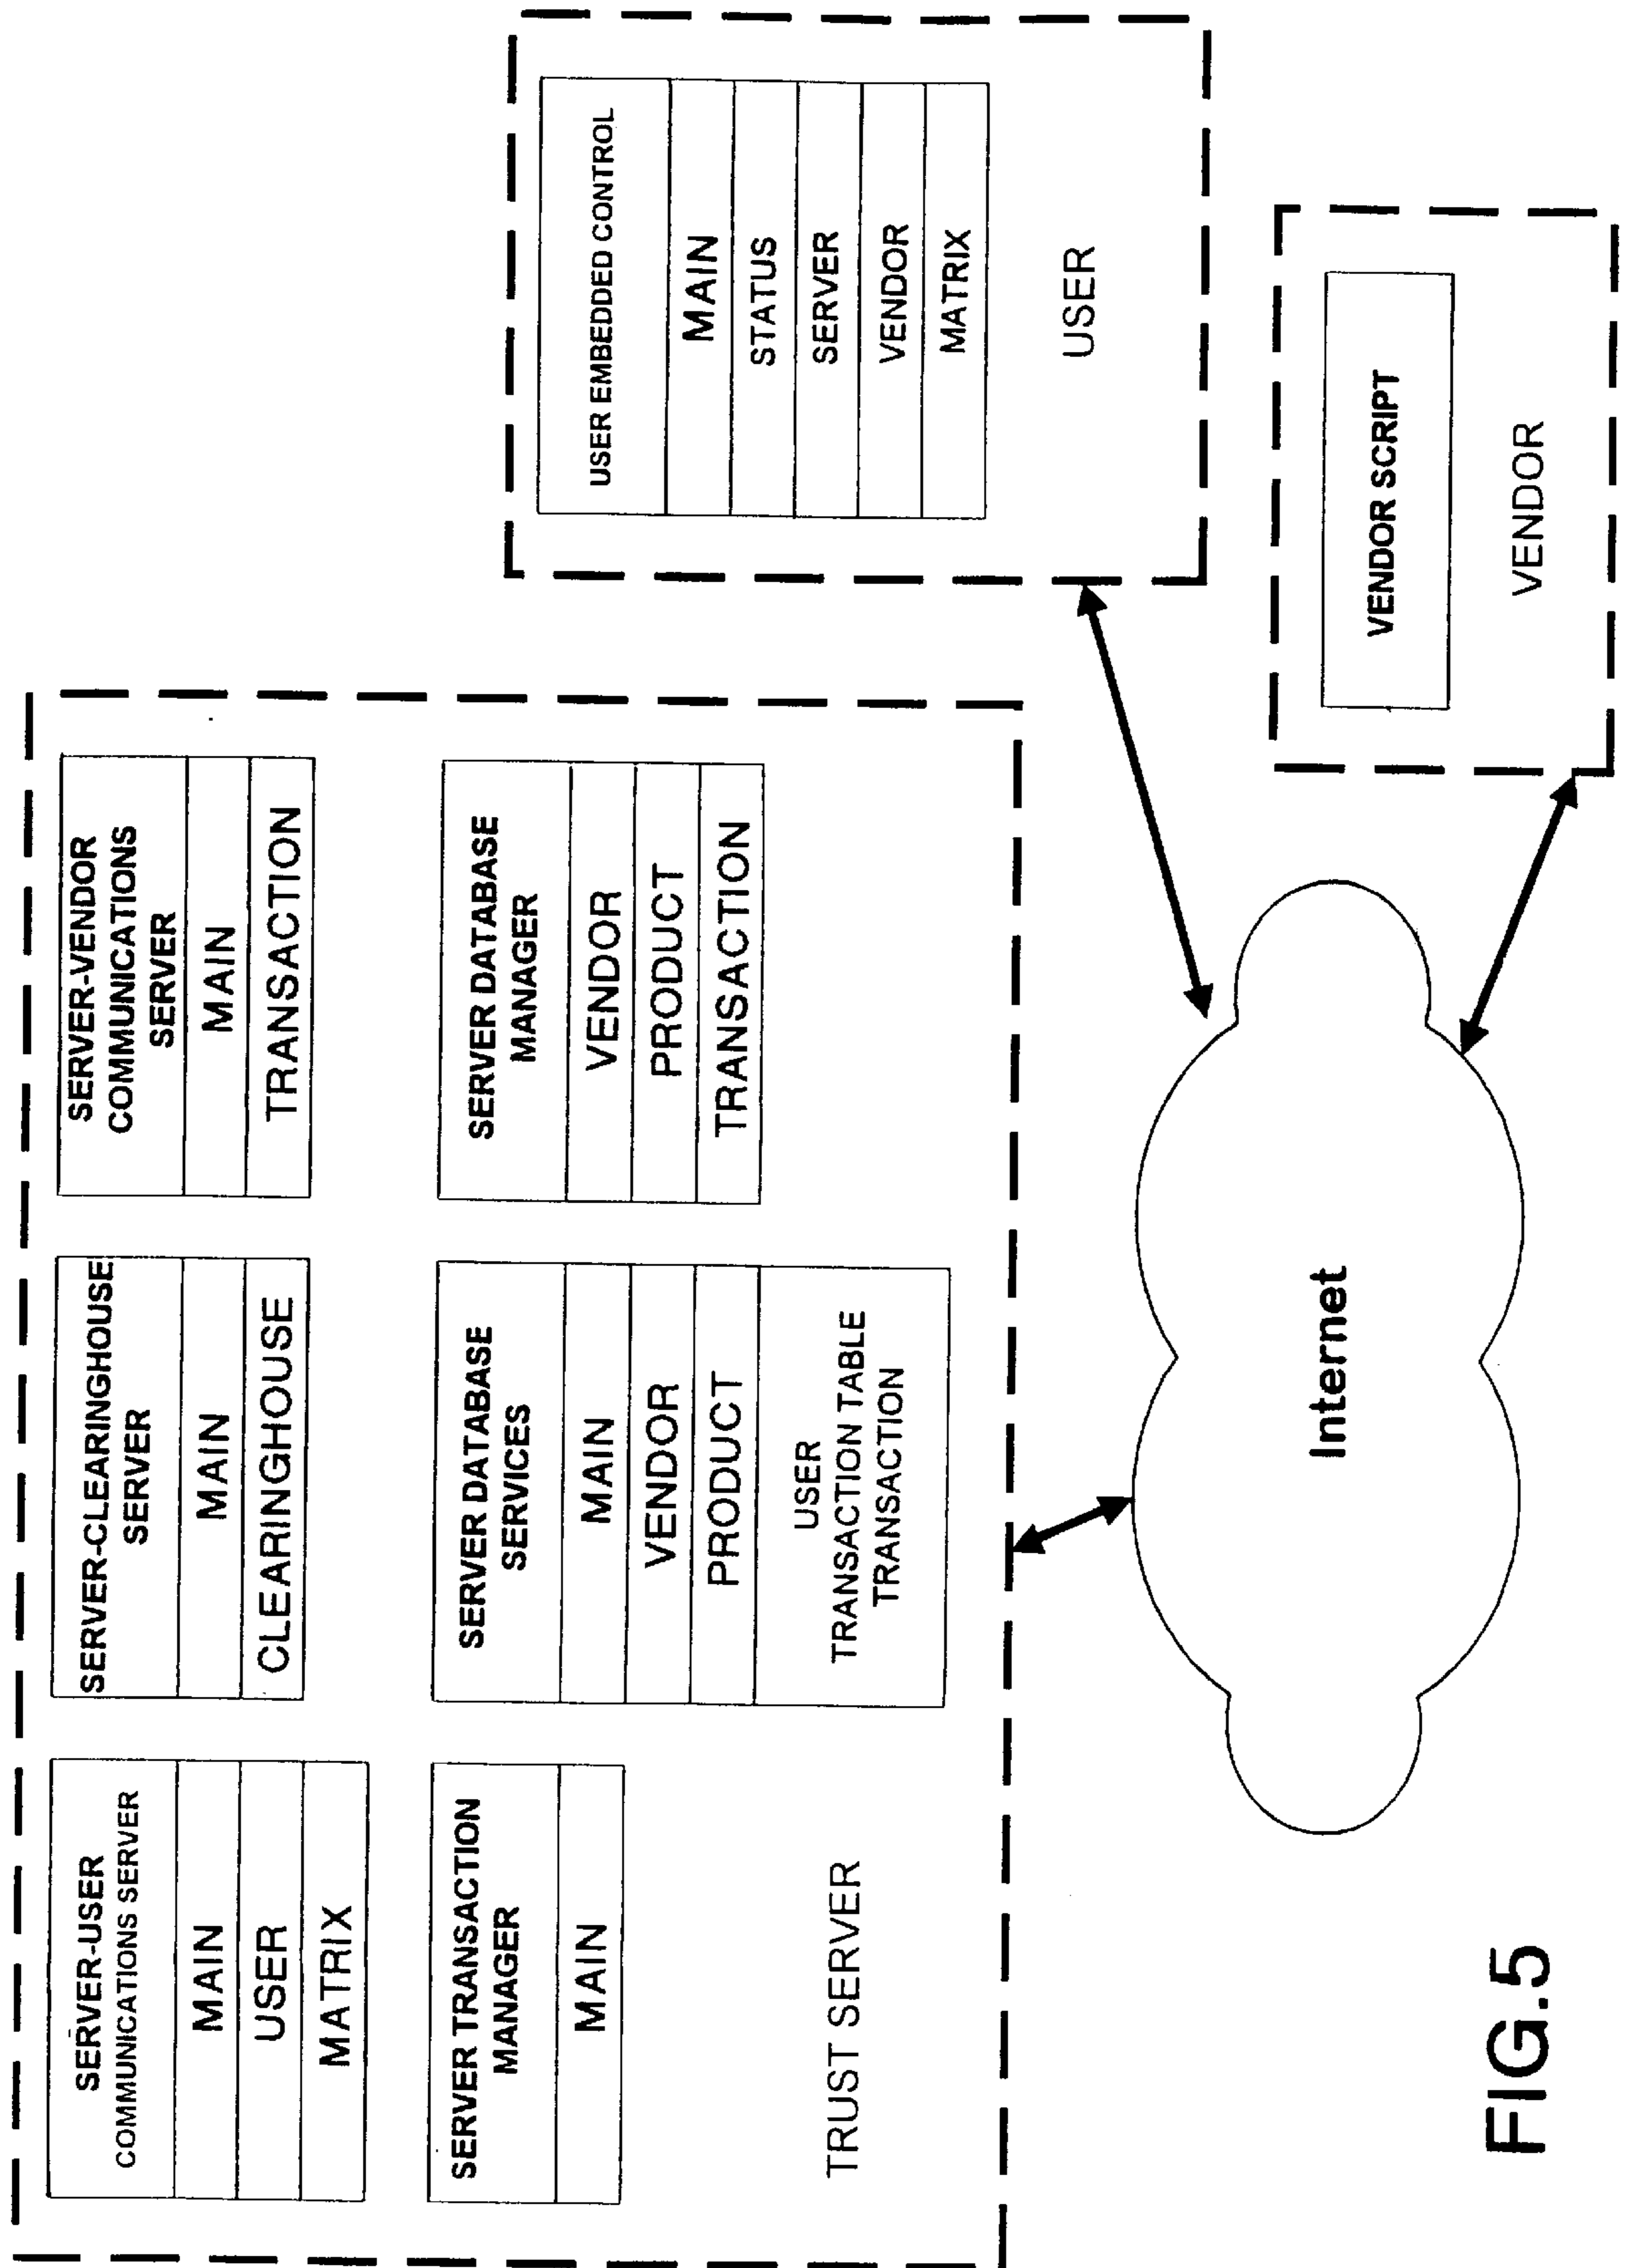 SERVER-USER
COMMUNICATIONS SERVER
MAIN
USER
MATRIX
SERVER-CLEARINGHOUSE
SERVER
MAIN
CLEARINGHOUSE
SERVER-VENDOR
COMMUNICATIONS
SERVER
MAIN
TRANSACTION
SERVER TRANSACTION
MANAGER
MAIN
SERVER DATABASE
SERVICES
MAIN
VENDOR
PRODUCT
USER
TRANSACTION TABLE
TRANSACTION
SERVER DATABASE
MANAGER
VENDOR
PRODUCT
TRANSACTION
TRUST SERVER
USER EMBEDDED CONTROL
MAIN
STATUS
SERVER
VENDOR
MATRIX
USER
Internet
VENDOR SCRIPT
VENDOR
FIG.5